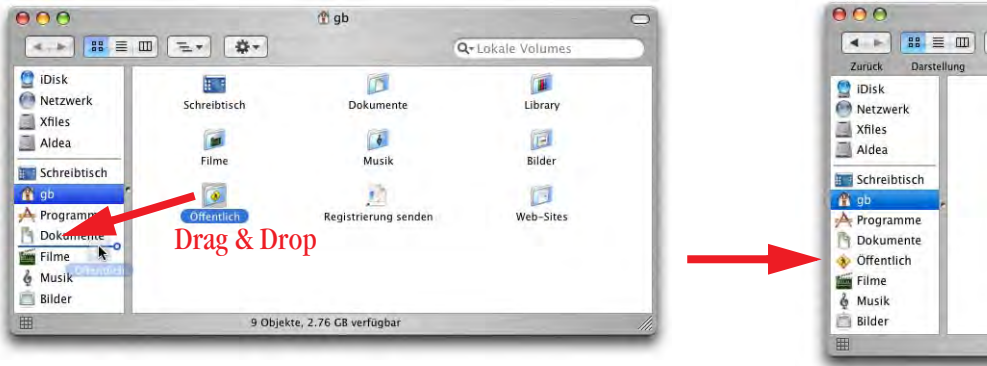 gb
Lokale Volumes
iDisk
Netzwerk
Xfiles
Aldea
Schreibtisch
gb
Programme
Dokumente
Filme
Musik
Bilder
Schreibtisch
Dokumente
Library
Filme
Musik
Bilder
Öffentlich
Registrierung senden
Web-Sites
Öffentlich
Drag & Drop
9 Objekte, 2.76 GB verfügbar
Zurück Darstellung
iDisk
Netzwerk
Xfiles
Aldea
Schreibtisch
gb
Programme
Dokumente
Öffentlich
Filme
Musik
Bilder